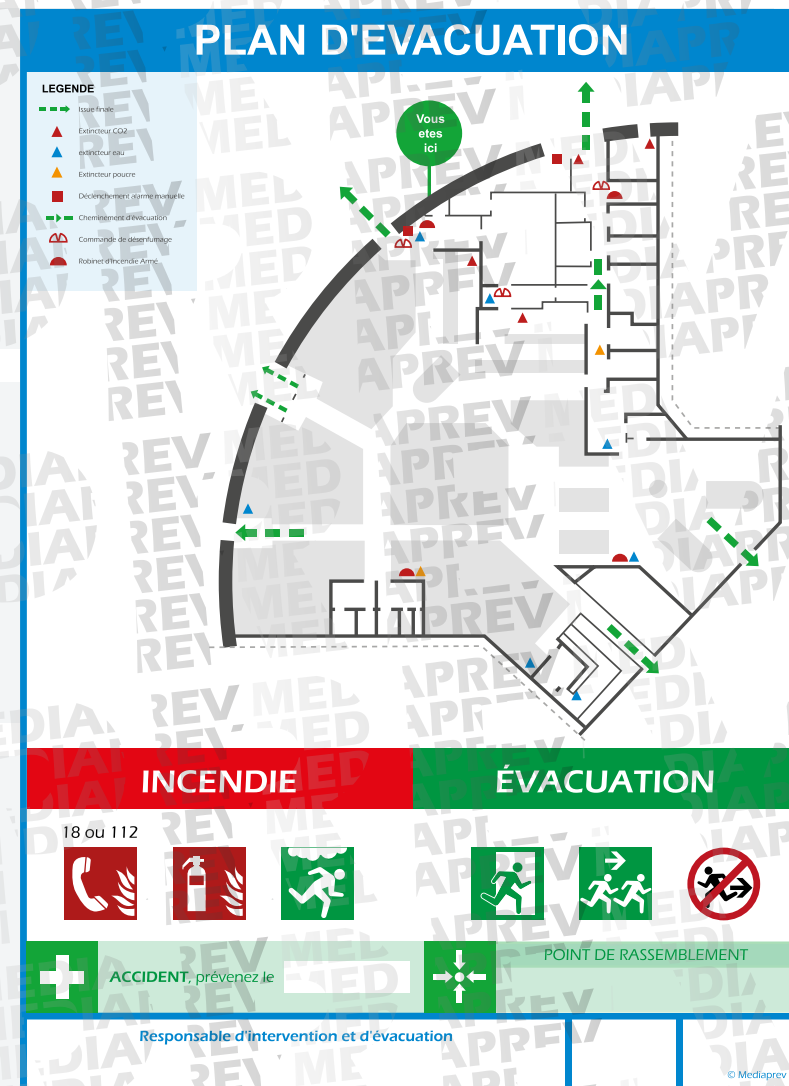 PLAN D'EVACUATION
LEGENDE
Issue finale
Extincteur CO2
extincteur eau
Extincteur poucre
Déclenchement alarme manuelle
Cheminement d'évacuation
Commande de désenfumage
Robinet d'Incendie Armé
Vous
etes
ici
INCENDIE
ÉVACUATION
18 ou 112
ACCIDENT, prévenez le
POINT DE RASSEMBLEMENT
Responsable d'intervention et d'évacuation
© Mediaprev